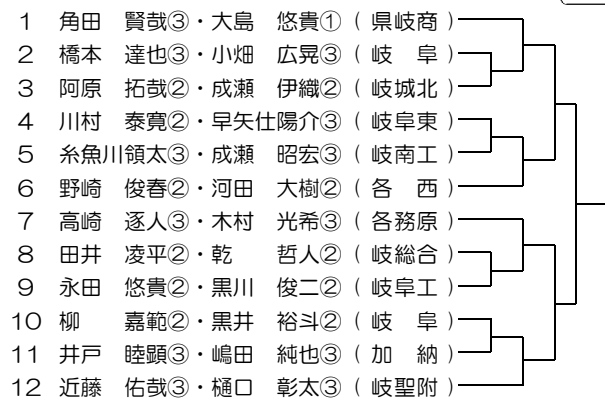 1 角田 賢哉③・大島 悠貴① ( 県岐商 )
2 橋本 達也③・小畑 広晃③ ( 岐 阜 )
3 阿原 拓哉②・成瀬 伊織② ( 岐城北 )
4 川村 泰寛②・早矢仕陽介③ ( 岐阜東 )
5 糸魚川領太③・成瀬 昭宏③ ( 岐南工 )
6 野崎 俊春②・河田 大樹② ( 各 西 )
7 高崎 逐人③・木村 光希③ ( 各務原 )
8 田井 凌平②・乾 哲人② ( 岐総合 )
9 永田 悠貴②・黒川 俊二② ( 岐阜工 )
10 柳 嘉範②・黒井 裕斗② ( 岐 阜 )
11 井戸 睦顕③・嶋田 純也③ ( 加 納 )
12 近藤 佑哉③・樋口 彰太③ ( 岐聖附 )